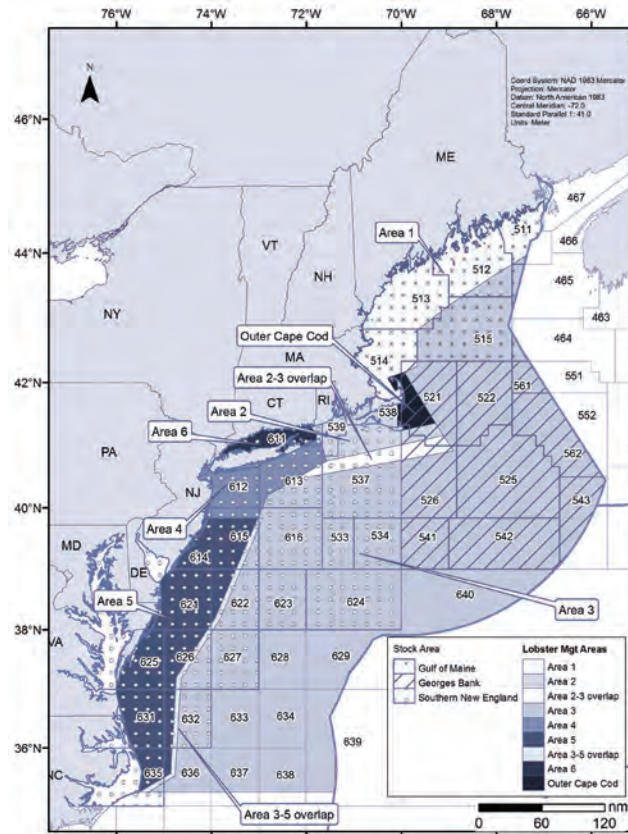 76°W 74°W 72°W 70°W 68°W 66°W
N
Coord System: NAD 1983 Mercator
Projection: Mercator
Datum: North American 1983
Central Meridian: -72.0
Standard Parallel 1: 41.0
Units: Meter
46°N
ME
467
511
Area 1
466
44°N
VT
512
NH
465
513
463
NY
515
464
Outer Cape Cod
514
MA
551
Area 2-3 overlap
42°N
521
522
561
CT
RI
538
552
Area 2
539
Area 6
611
562
PA
537
525
613
612
526
543
NJ
40°N
Area 4
615
616
533
534
541
542
MD
614
DE
Area 5
621
622
623
624
640
Area 3
38°N
VA
625
626
627
628
629
Stock Area
Gulf of Maine
Georges Bank
Southern New England
Lobster Mgt Areas
Area 1
Area 2
Area 2-3 overlap
Area 3
Area 4
Area 5
Area 3-5 overlap
Area 6
Outer Cape Cod
631
632
633
634
639
36°N
NC
635
636
637
638
Area 3-5 overlap
nm
0 60 120